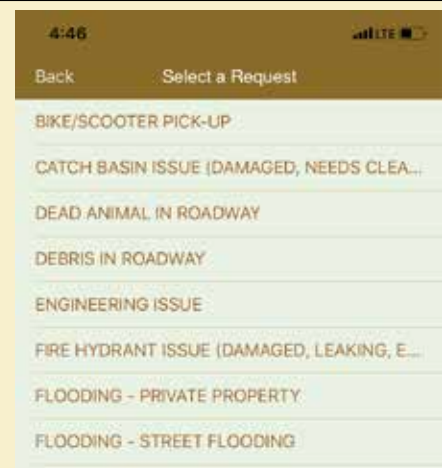 4:46
LTE
Back
Select a Request
BIKE/SCOOTER PICK-UP
CATCH BASIN ISSUE (DAMAGED, NEEDS CLEA...
DEAD ANIMAL IN ROADWAY
DEBRIS IN ROADWAY
ENGINEERING ISSUE
FIRE HYDRANT ISSUE (DAMAGED, LEAKING, E...
FLOODING - PRIVATE PROPERTY
FLOODING - STREET FLOODING